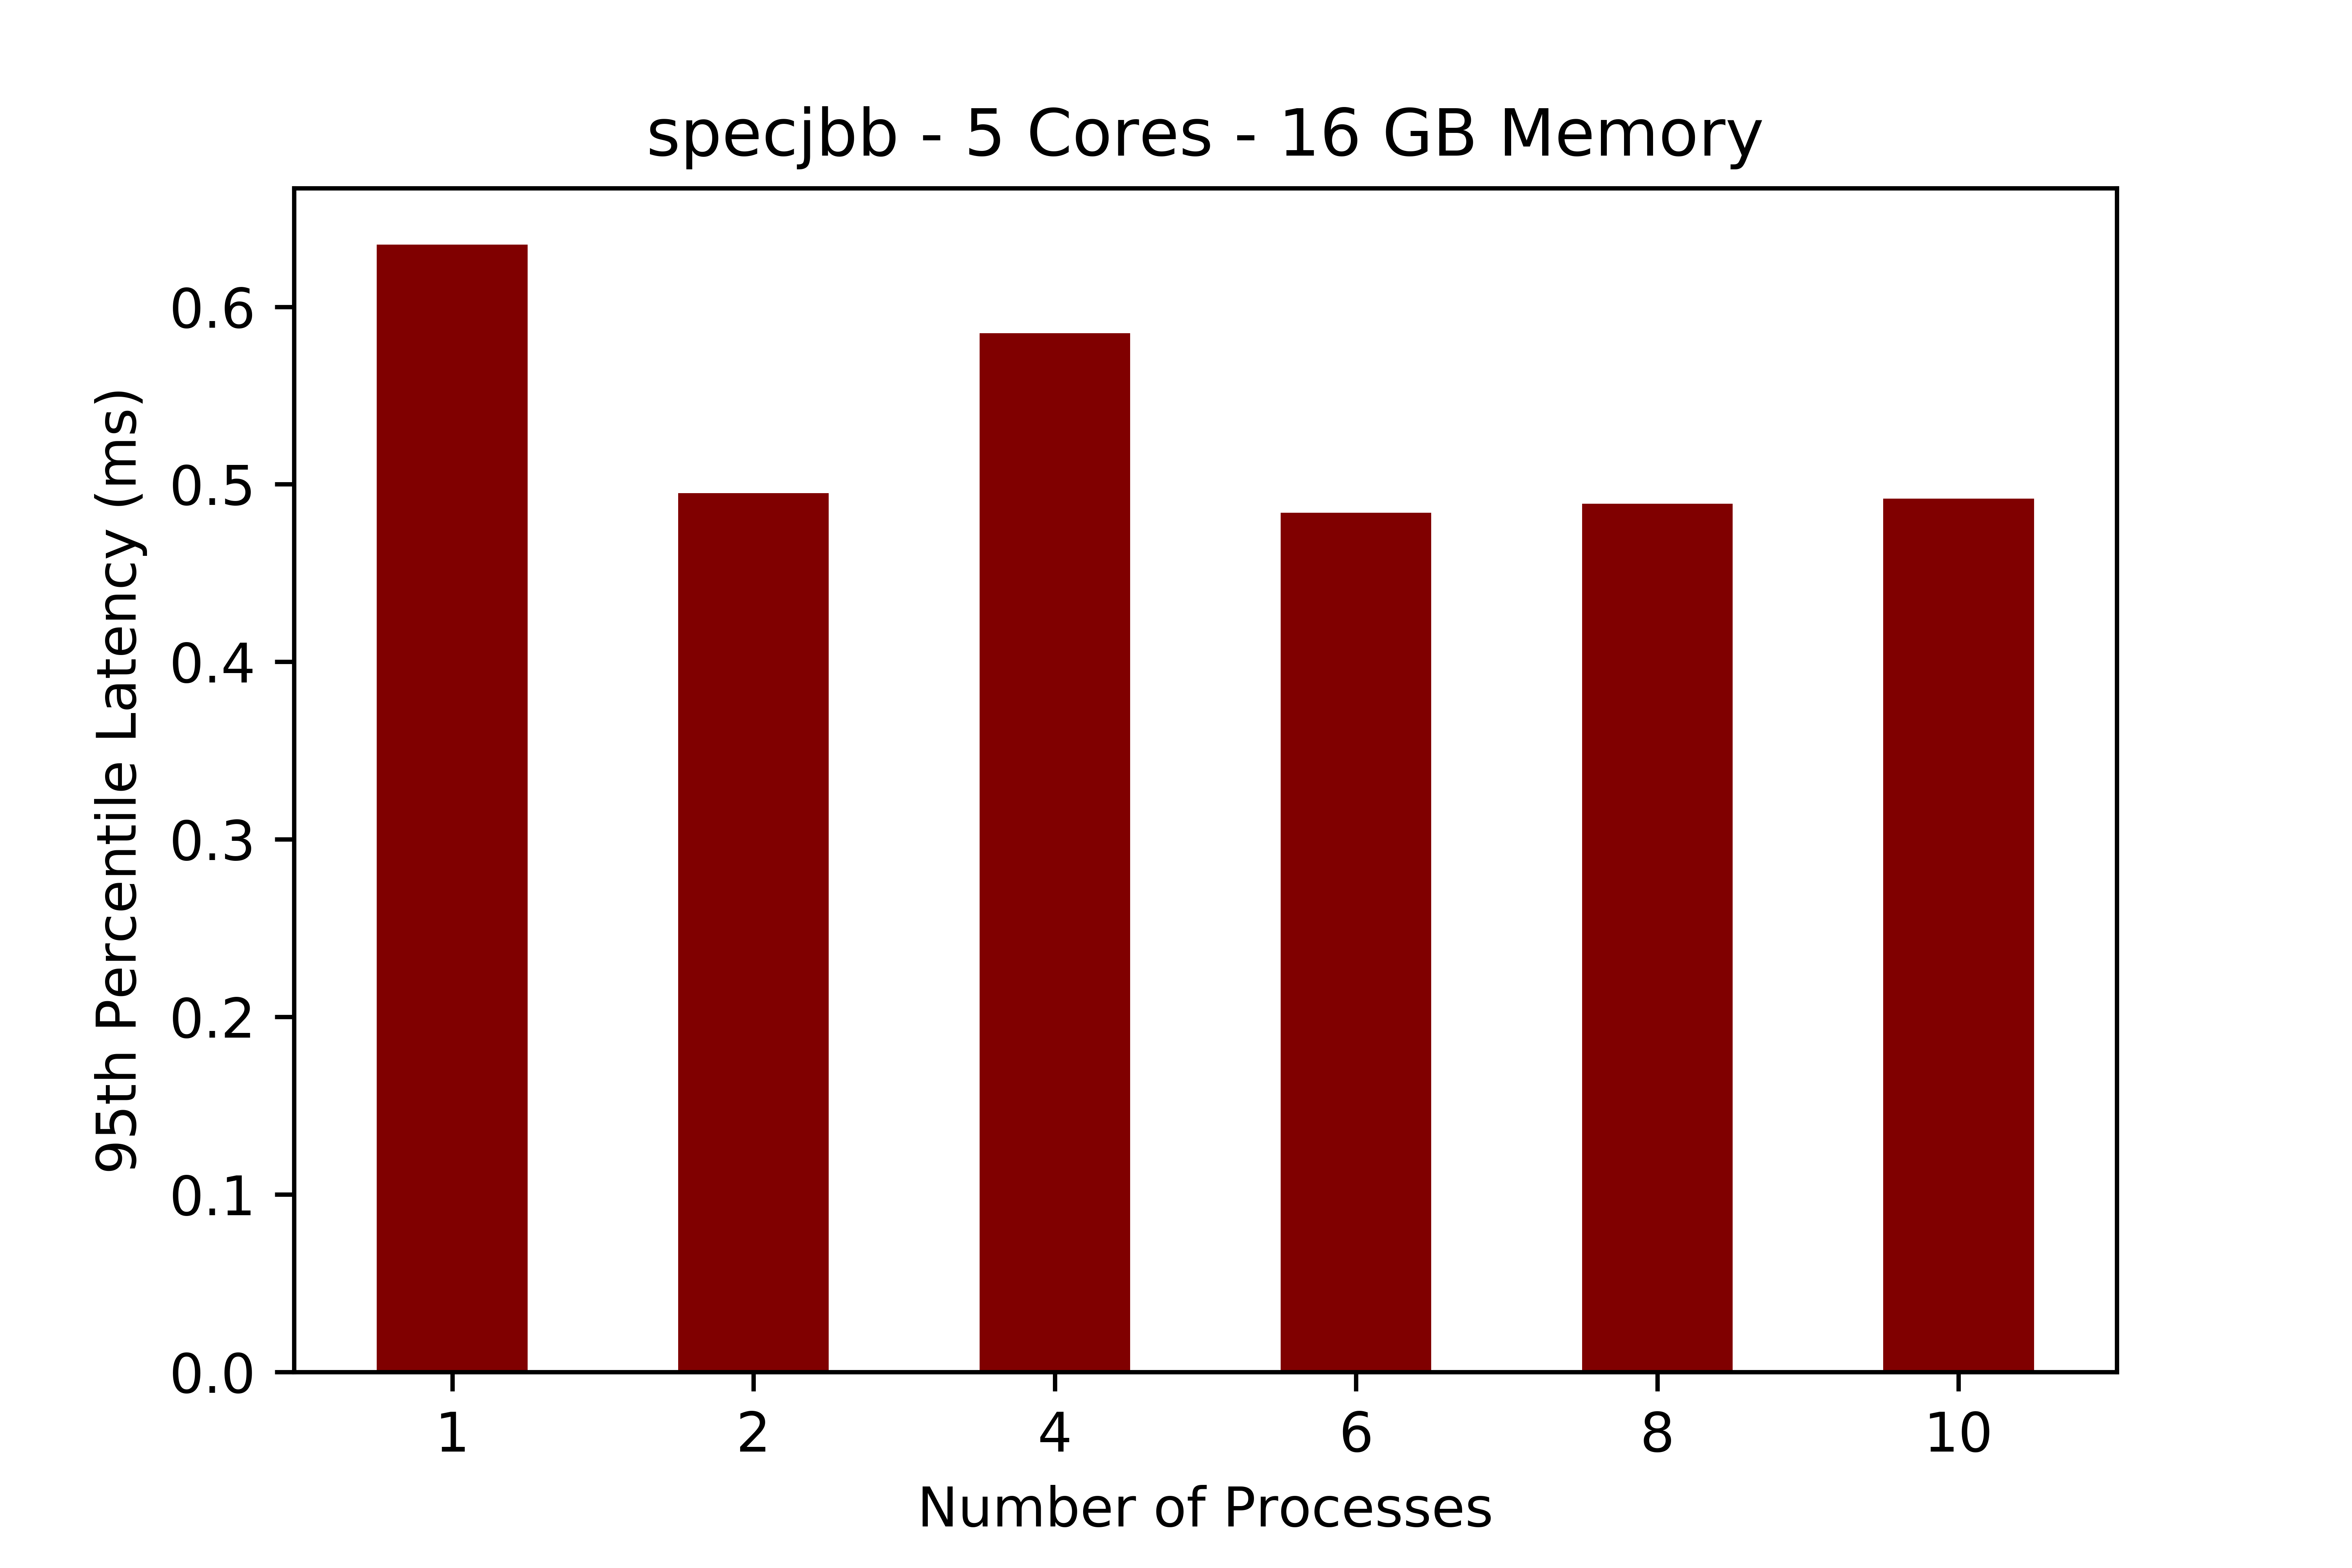 specjbb - 5 Cores - 16 GB Memory
95th Percentile Latency (ms)
0.6
0.5
0.4
0.3
0.2
0.1
0.0
1 2 4 6 8 10
Number of Processes